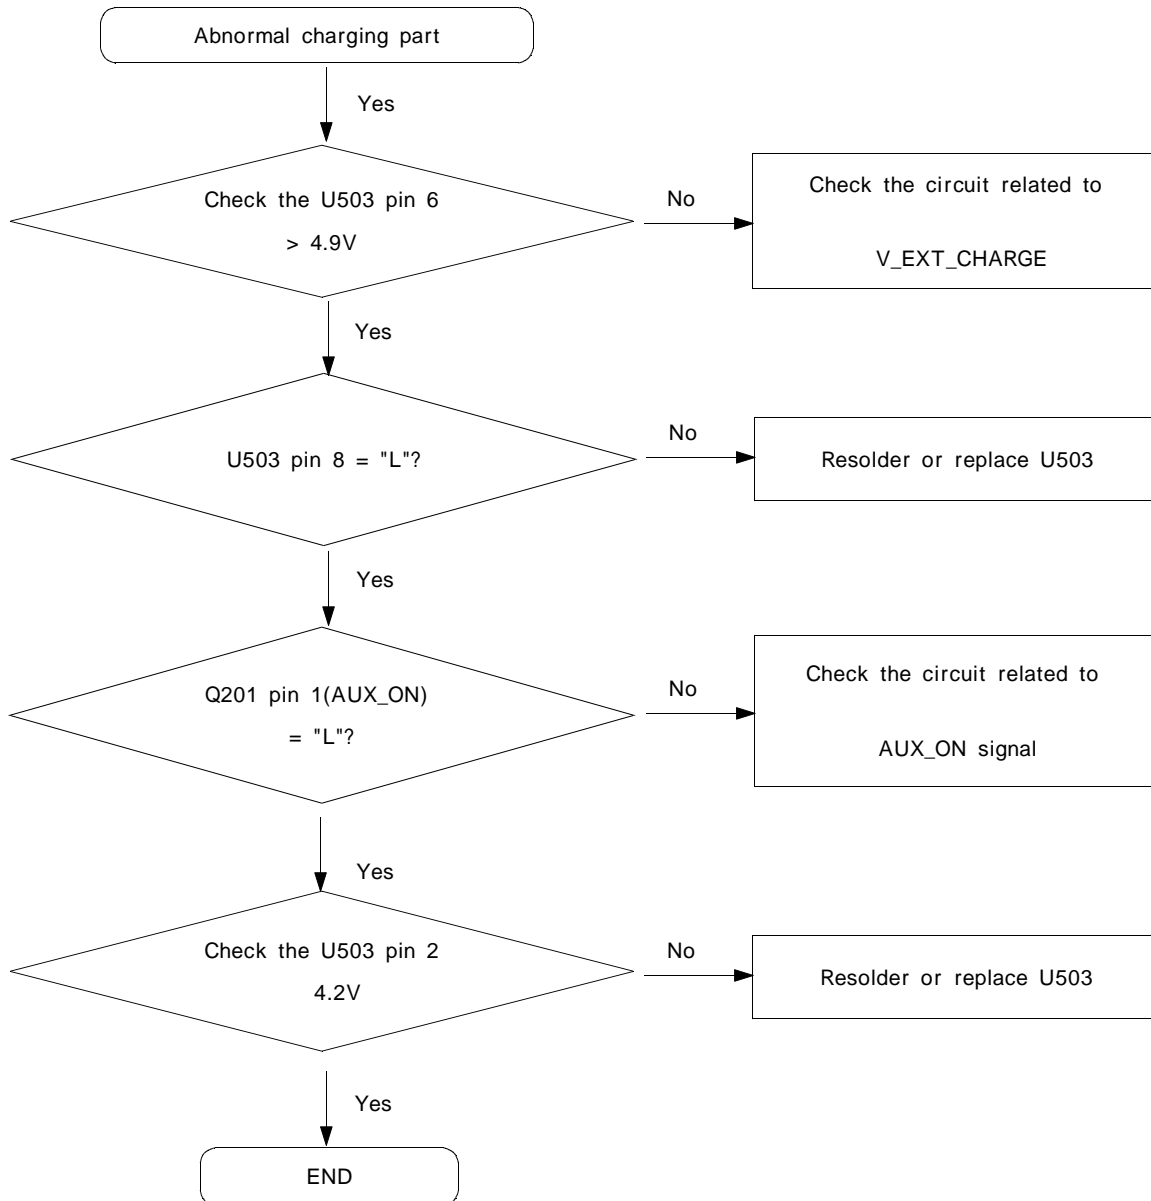 Abnormal charging part
Yes
Check the U503 pin 6
> 4.9V
No
Check the circuit related to
V_EXT_CHARGE
Yes
U503 pin 8 = "L"?
No
Resolder or replace U503
Yes
Q201 pin 1(AUX_ON)
= "L"?
No
Check the circuit related to
AUX_ON signal
Yes
Check the U503 pin 2
4.2V
No
Resolder or replace U503
Yes
END